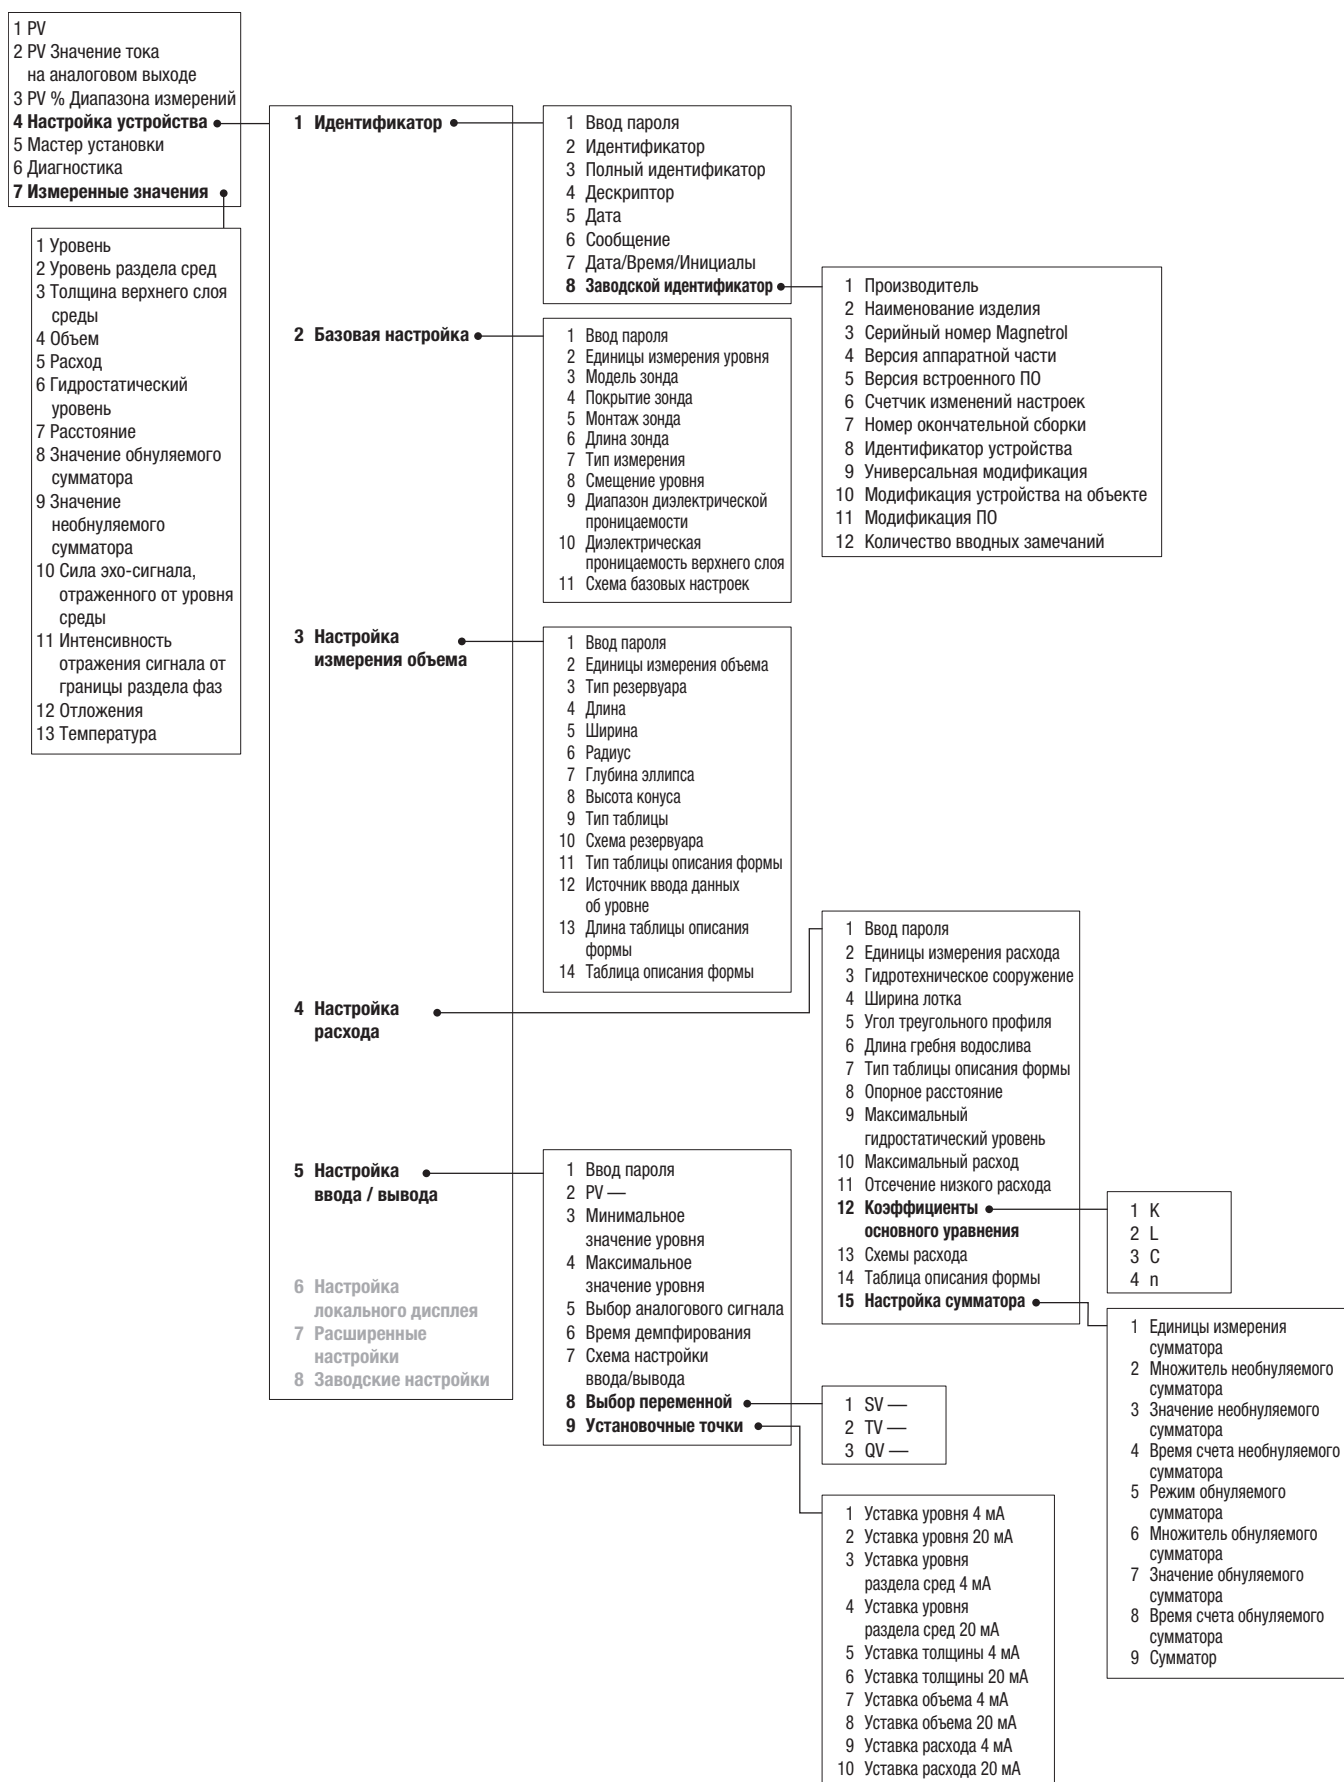 1 PV
2 PV Значение тока
на аналоговом выходе
3 PV % Диапазона измерений
4 Настройка устройства
5 Мастер установки
6 Диагностика
7 Измеренные значения
1 Уровень
2 Уровень раздела сред
3 Толщина верхнего слоя
среды
4 Объем
5 Расход
6 Гидростатический
уровень
7 Расстояние
8 Значение обнуляемого
сумматора
9 Значение
необнуляемого
сумматора
10 Сила эхо-сигнала,
отраженного от уровня
среды
11 Интенсивность
отражения сигнала от
границы раздела фаз
12 Отложения
13 Температура
1 Идентификатор
2 Базовая настройка
3 Настройка
измерения объема
4 Настройка
расхода
5 Настройка
ввода / вывода
6 Настройка
локального дисплея
7 Расширенные
настройки
8 Заводские настройки
1 Ввод пароля
2 Идентификатор
3 Полный идентификатор
4 Дескриптор
5 Дата
6 Сообщение
7 Дата/Время/Инициалы
8 Заводской идентификатор
1 Производитель
2 Наименование изделия
3 Серийный номер Magnetrol
4 Версия аппаратной части
5 Версия встроенного ПО
6 Счетчик изменений настроек
7 Номер окончательной сборки
8 Идентификатор устройства
9 Универсальная модификация
10 Модификация устройства на объекте
11 Модификация ПО
12 Количество вводных замечаний
1 Ввод пароля
2 Единицы измерения уровня
3 Модель зонда
4 Покрытие зонда
5 Монтаж зонда
6 Длина зонда
7 Тип измерения
8 Смещение уровня
9 Диапазон диэлектрической
проницаемости
10 Диэлектрическая
проницаемость верхнего слоя
11 Схема базовых настроек
1 Ввод пароля
2 Единицы измерения объема
3 Тип резервуара
4 Длина
5 Ширина
6 Радиус
7 Глубина эллипса
8 Высота конуса
9 Тип таблицы
10 Схема резервуара
11 Тип таблицы описания формы
12 Источник ввода данных
об уровне
13 Длина таблицы описания
формы
14 Таблица описания формы
1 Ввод пароля
2 Единицы измерения расхода
3 Гидротехническое сооружение
4 Ширина лотка
5 Угол треугольного профиля
6 Длина гребня водослива
7 Тип таблицы описания формы
8 Опорное расстояние
9 Максимальный
гидростатический уровень
10 Максимальный расход
11 Отсечение низкого расхода
12 Коэффициенты
основного уравнения
13 Схемы расхода
14 Таблица описания формы
15 Настройка сумматора
1 K
2 L
3 C
4 n
1 Единицы измерения
сумматора
2 Множитель необнуляемого
сумматора
3 Значение необнуляемого
сумматора
4 Время счета необнуляемого
сумматора
5 Режим обнуляемого
сумматора
6 Множитель обнуляемого
сумматора
7 Значение обнуляемого
сумматора
8 Время счета обнуляемого
сумматора
9 Сумматор
1 Ввод пароля
2 PV —
3 Минимальное
значение уровня
4 Максимальное
значение уровня
5 Выбор аналогового сигнала
6 Время демпфирования
7 Схема настройки
ввода/вывода
8 Выбор переменной
9 Установочные точки
1 SV —
2 TV —
3 QV —
1 Уставка уровня 4 мА
2 Уставка уровня 20 мА
3 Уставка уровня
раздела сред 4 мА
4 Уставка уровня
раздела сред 20 мА
5 Уставка толщины 4 мА
6 Уставка толщины 20 мА
7 Уставка объема 4 мА
8 Уставка объема 20 мА
9 Уставка расхода 4 мА
10 Уставка расхода 20 мА